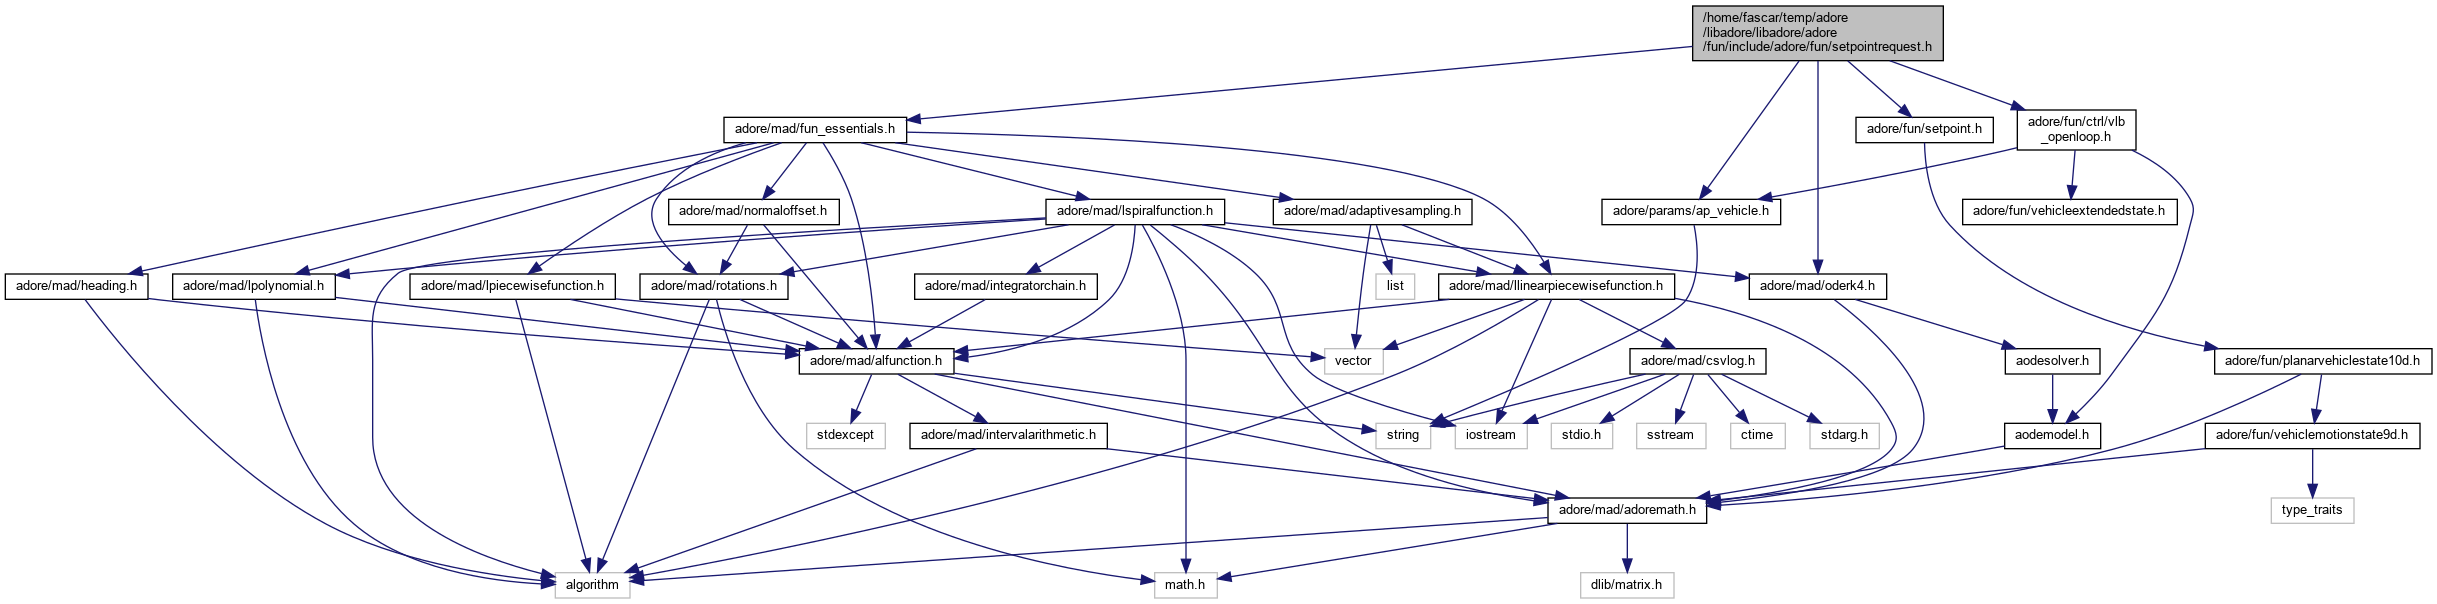 /home/fascar/temp/adore
/libadore/libadore/adore
/fun/include/adore/fun/setpointrequest.h
adore/mad/fun_essentials.h
adore/fun/setpoint.h
adore/fun/ctrl/vlb
_openloop.h
adore/mad/normaloffset.h
adore/mad/lspiralfunction.h
adore/mad/adaptivesampling.h
adore/params/ap_vehicle.h
adore/fun/vehicleextendedstate.h
adore/mad/heading.h
adore/mad/lpolynomial.h
adore/mad/lpiecewisefunction.h
adore/mad/rotations.h
adore/mad/integratorchain.h
list
adore/mad/llinearpiecewisefunction.h
adore/mad/oderk4.h
adore/mad/alfunction.h
vector
adore/mad/csvlog.h
aodesolver.h
adore/fun/planarvehiclestate10d.h
stdexcept
adore/mad/intervalarithmetic.h
string
iostream
stdio.h
sstream
ctime
stdarg.h
aodemodel.h
adore/fun/vehiclemotionstate9d.h
adore/mad/adoremath.h
type_traits
algorithm
math.h
dlib/matrix.h